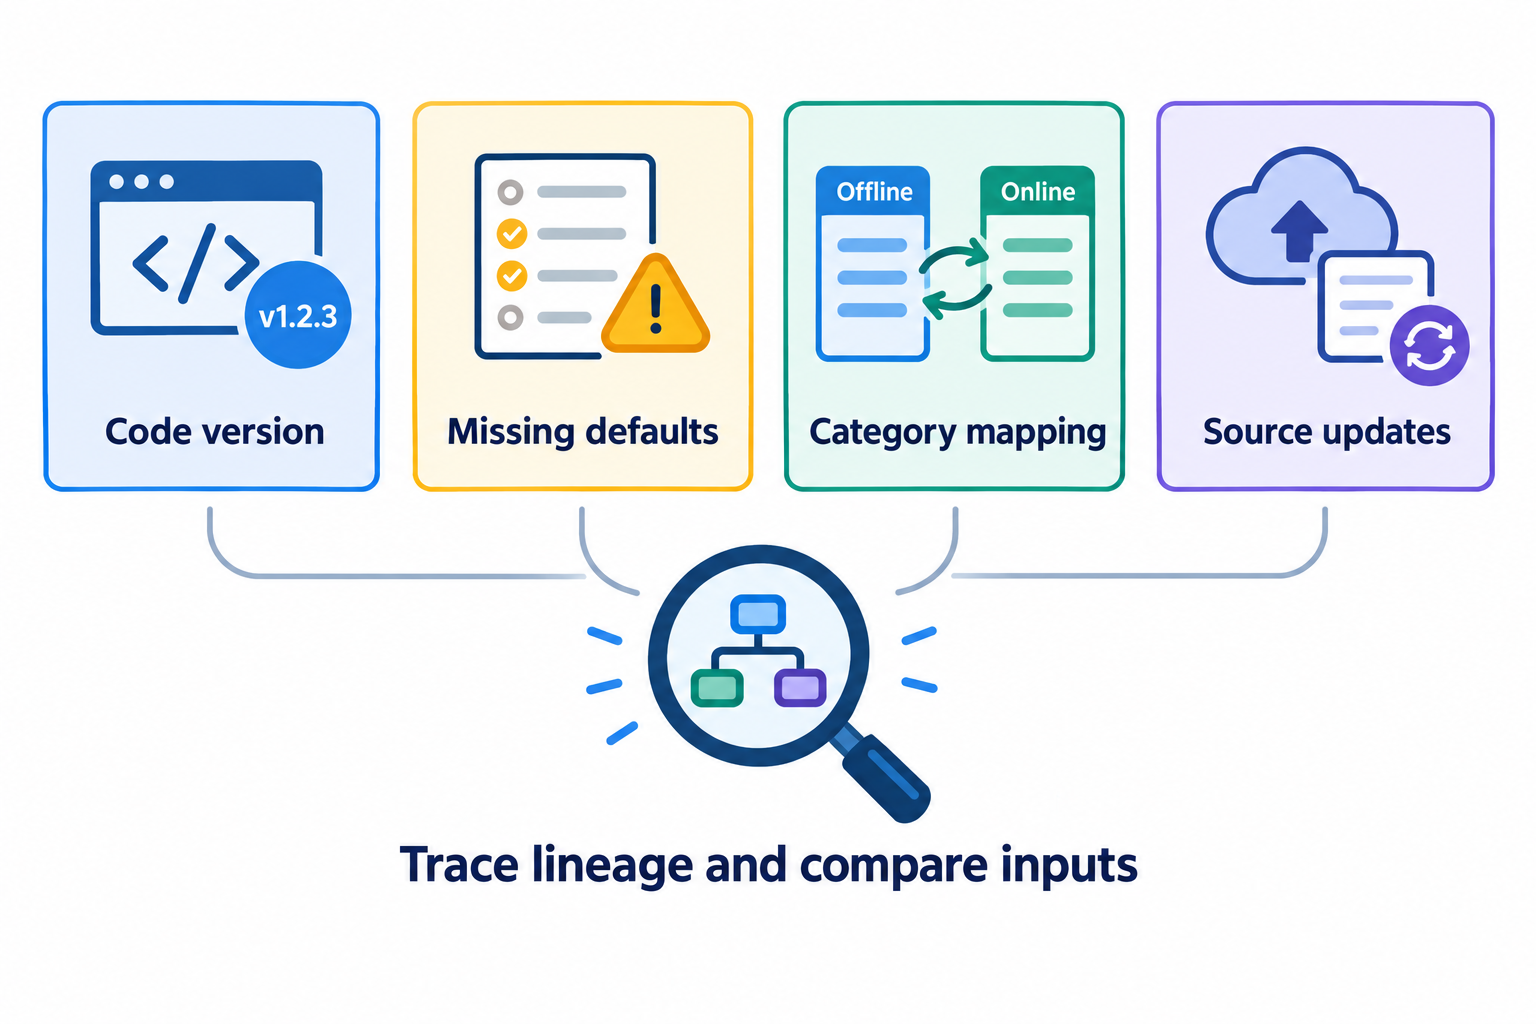 v1.2.3
Code version
Missing defaults
Offline
Online
Category mapping
Source updates
Trace lineage and compare inputs